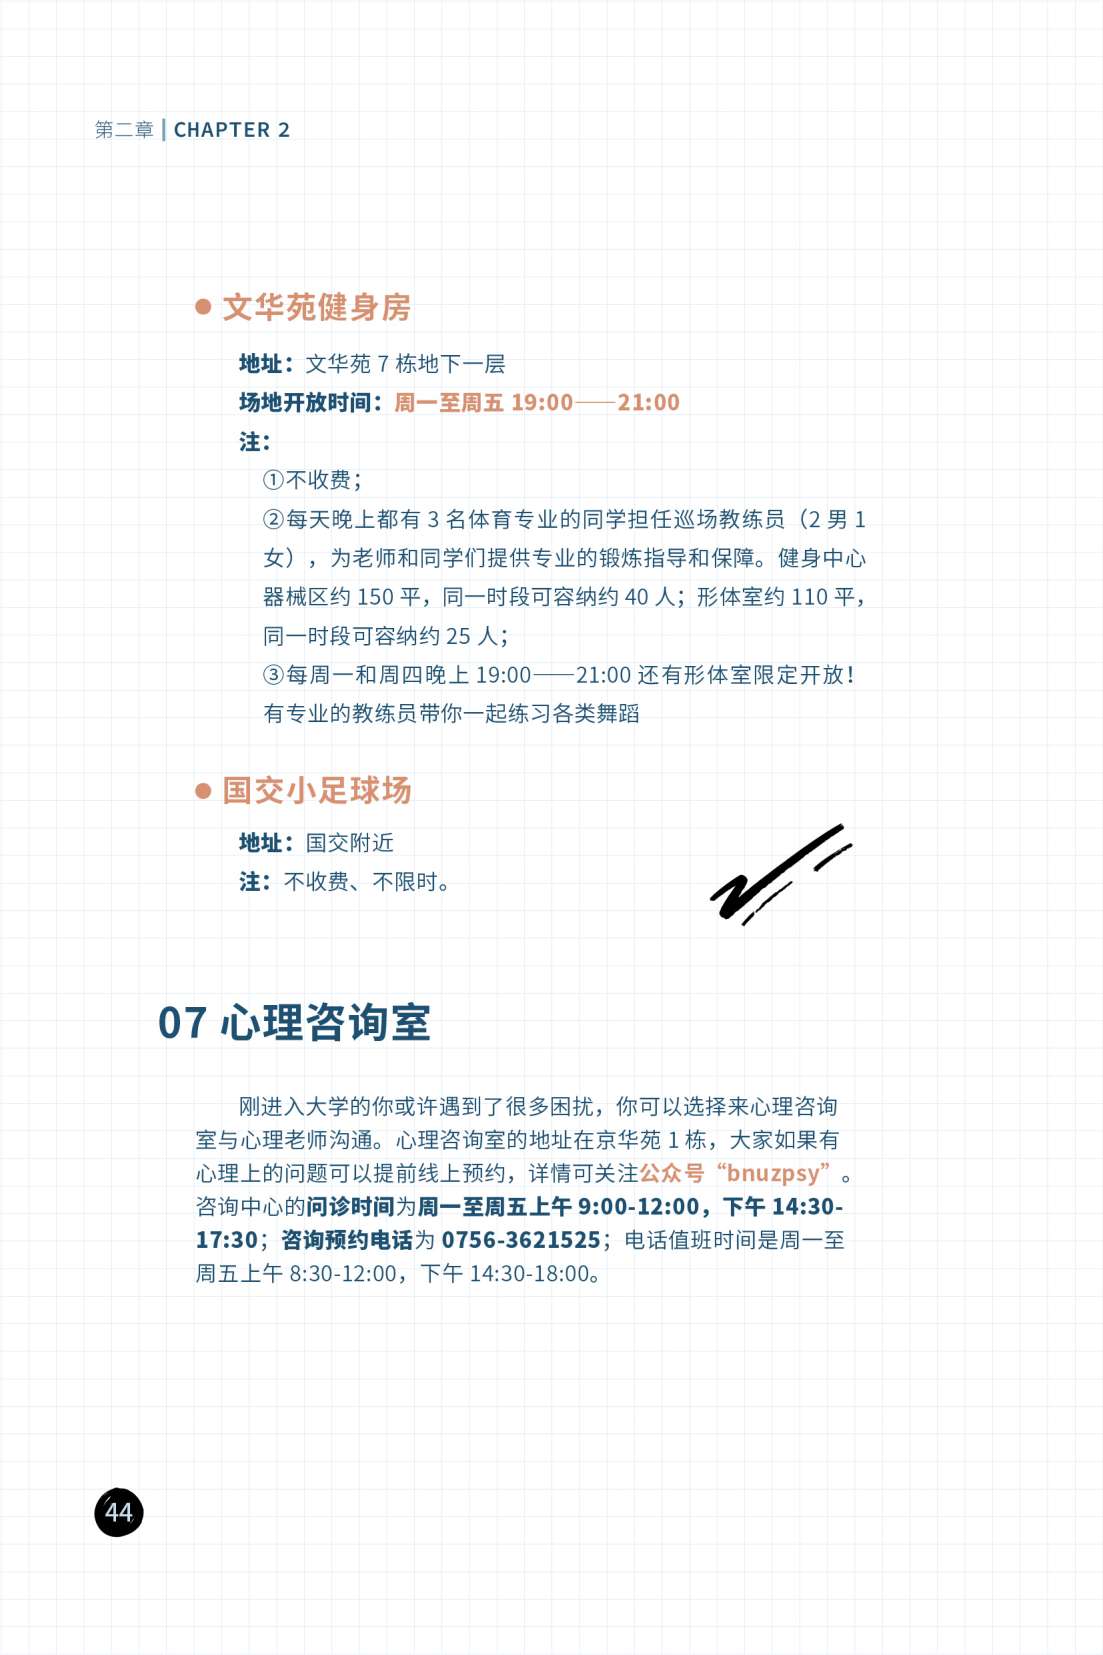 第二章 | CHAPTER 2
● 文华苑健身房
地址：文华苑 7 栋地下一层
场地开放时间：周一至周五 19:00——21:00
注：
①不收费；
②每天晚上都有 3 名体育专业的同学担任巡场教练员（2 男 1
女），为老师和同学们提供专业的锻炼指导和保障。健身中心
器械区约 150 平，同一时段可容纳约 40 人；形体室约 110 平，
同一时段可容纳约 25 人；
③每周一和周四晚上 19:00——21:00 还有形体室限定开放！
有专业的教练员带你一起练习各类舞蹈
● 国交小足球场
地址：国交附近
注：不收费、不限时。
07 心理咨询室
刚进入大学的你或许遇到了很多困扰，你可以选择来心理咨询
室与心理老师沟通。心理咨询室的地址在京华苑 1 栋，大家如果有
心理上的问题可以提前线上预约，详情可关注公众号“bnuzpsy”。
咨询中心的问诊时间为周一至周五上午 9:00-12:00，下午 14:30-
17:30；咨询预约电话为 0756-3621525；电话值班时间是周一至
周五上午 8:30-12:00，下午 14:30-18:00。
44